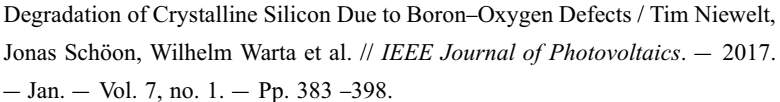 Degradation of Crystalline Silicon Due to Boron–Oxygen Defects / Tim Niewelt,
Jonas Schöon, Wilhelm Warta et al. // IEEE Journal of Photovoltaics. — 2017.
— Jan. — Vol. 7, no. 1. — Pp. 383 –398.